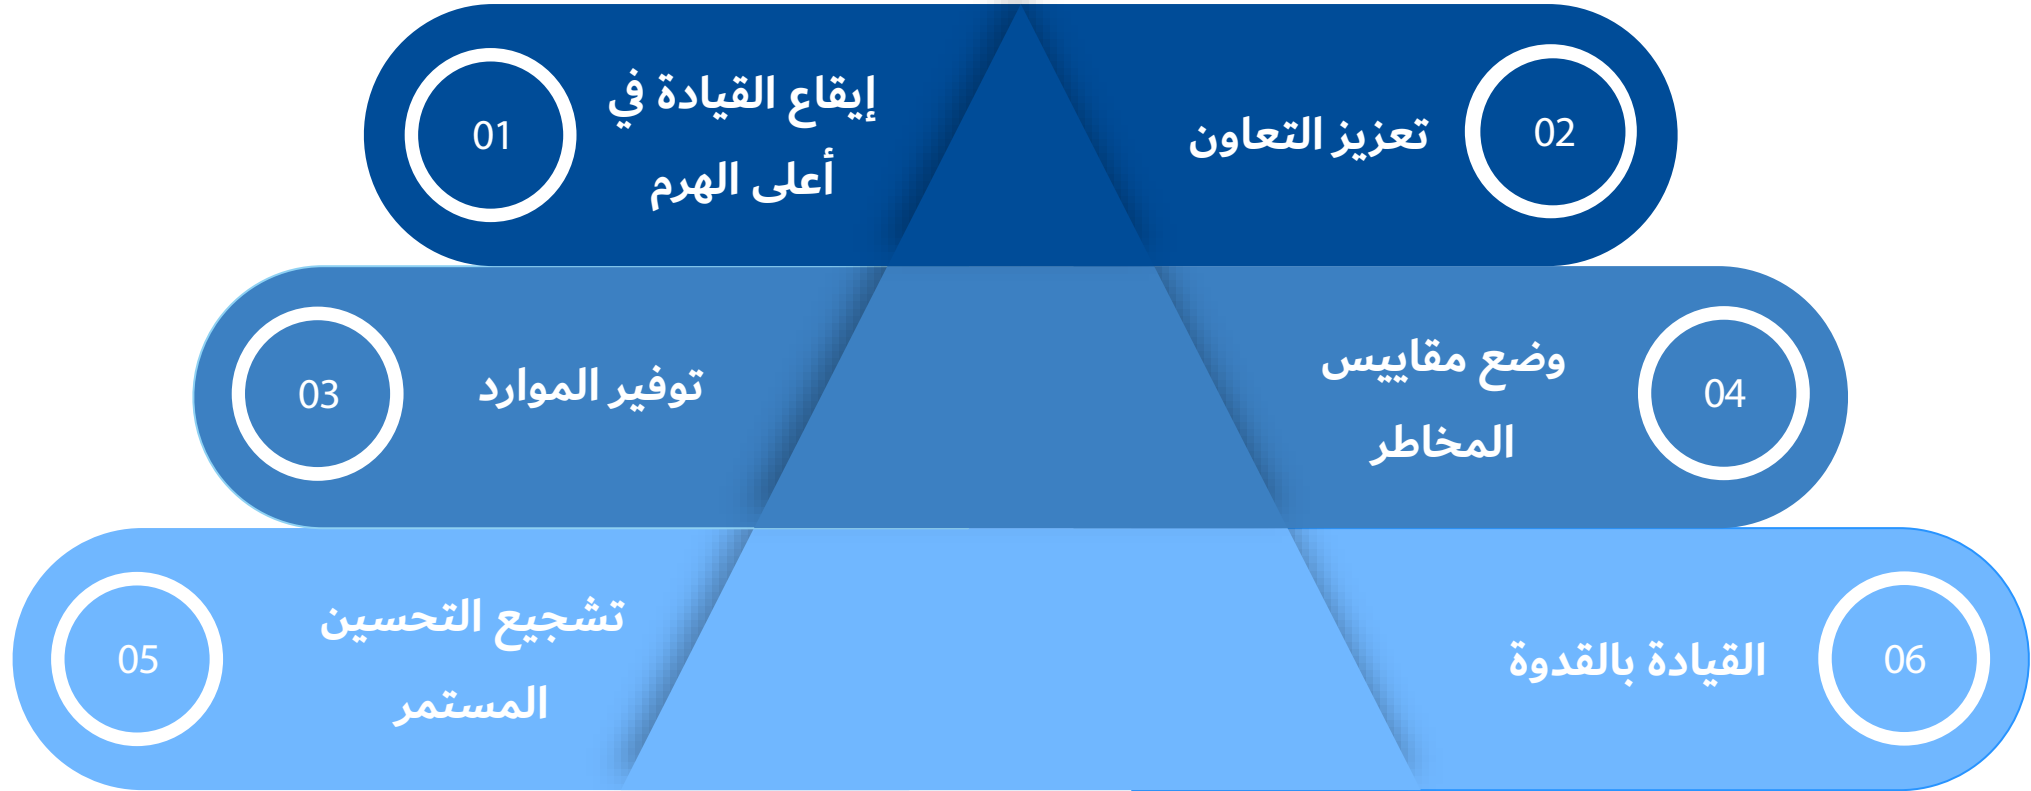 01
إيقاع القيادة في
أعلى الهرم
02
تعزيز التعاون
03
توفير الموارد
04
وضع مقاييس
المخاطر
05
تشجيع التحسين
المستمر
06
القيادة بالقدوة